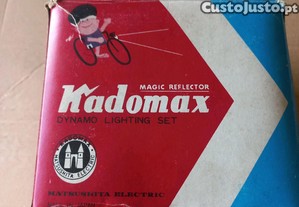 CustoJusto.pt
MAGIC REFLECTOR
Kadomax
DYNAMO LIGHTING SET
MATSUSHITA ELECTRIC